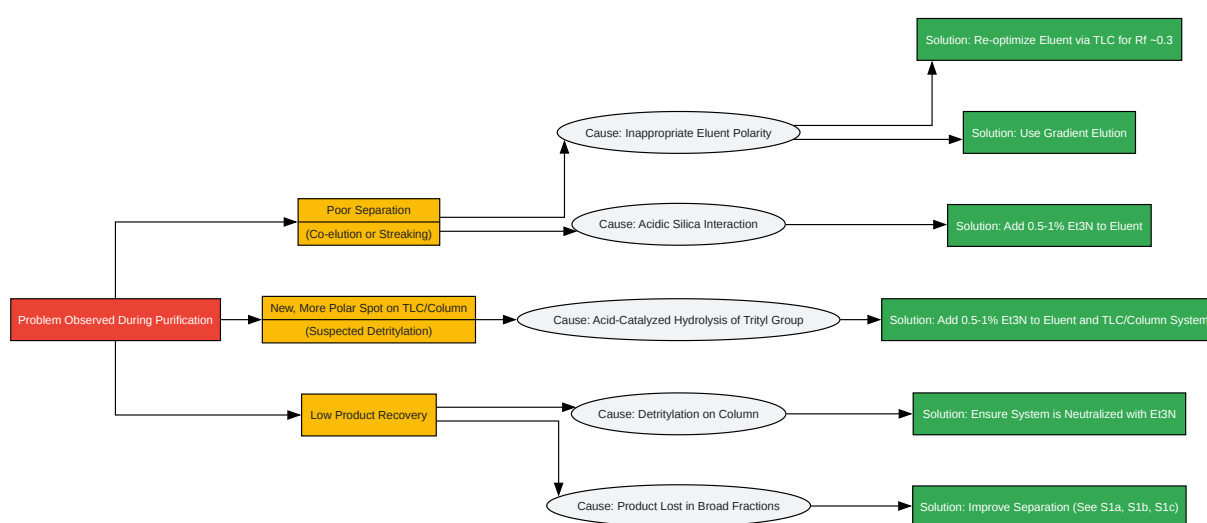 Solution: Re-optimize Eluent via TLC for Rf ~0.3
Cause: Inappropriate Eluent Polarity
Solution: Use Gradient Elution
Poor Separation
(Co-elution or Streaking)
Cause: Acidic Silica Interaction
Solution: Add 0.5-1% Et3N to Eluent
Problem Observed During Purification
New, More Polar Spot on TLC/Column
(Suspected Detritylation)
Cause: Acid-Catalyzed Hydrolysis of Trityl Group
Solution: Add 0.5-1% Et3N to Eluent and TLC/Column System
Low Product Recovery
Cause: Detritylation on Column
Solution: Ensure System is Neutralized with Et3N
Cause: Product Lost in Broad Fractions
Solution: Improve Separation (See S1a, S1b, S1c)